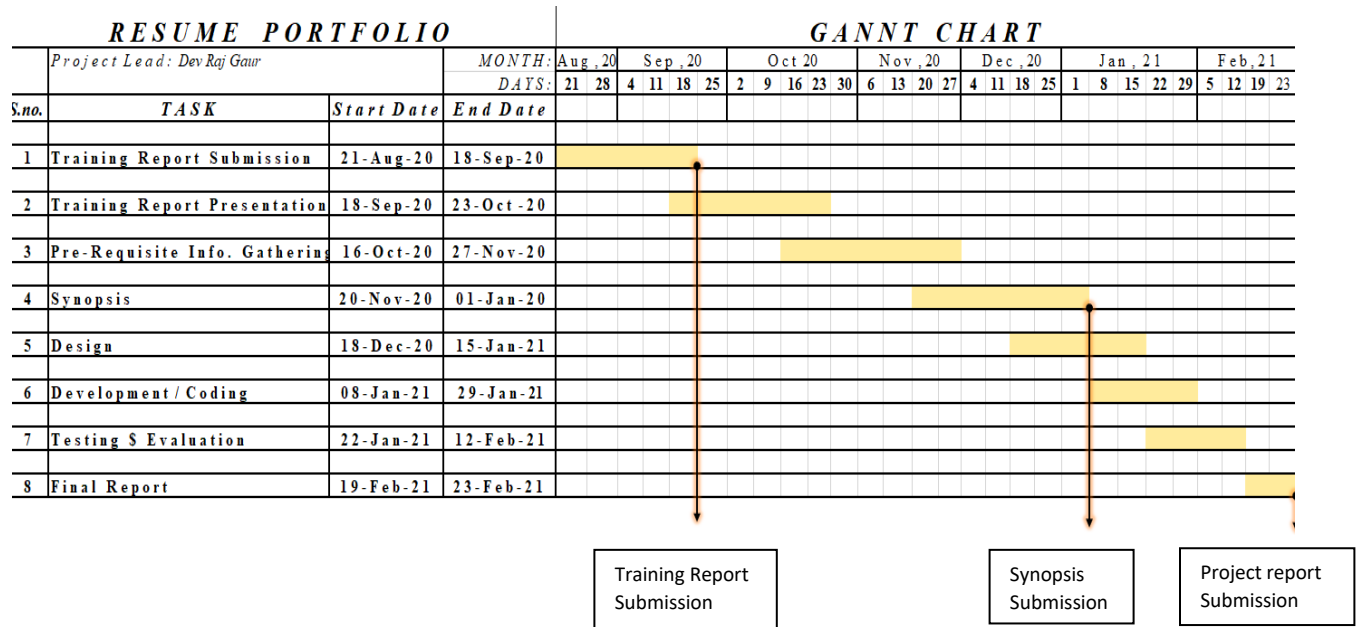 RESUME PORTFOLIO GANNT CHART
Project Lead: Dev Raj Gaur MONTH: Aug,20 Sep,20 Oct 20 Nov,20 Dec,20 Jan, 21 Feb,21
DAYS: 21 28 4 11 18 25 2 9 16 23 30 6 13 20 27 4 11 18 25 1 8 15 22 29 5 12 19 23
S.no. TASK Start Date End Date
1 Training Report Submission 21-Aug-20 18-Sep-20
2 Training Report Presentation 18-Sep-20 23-Oct-20
3 Pre-Requisite Info. Gathering 16-Oct-20 27-Nov-20
4 Synopsis 20-Nov-20 01-Jan-20
5 Design 18-Dec-20 15-Jan-21
6 Development / Coding 08-Jan-21 29-Jan-21
7 Testing $ Evaluation 22-Jan-21 12-Feb-21
8 Final Report 19-Feb-21 23-Feb-21
Training Report
Submission
Synopsis
Submission
Project report
Submission